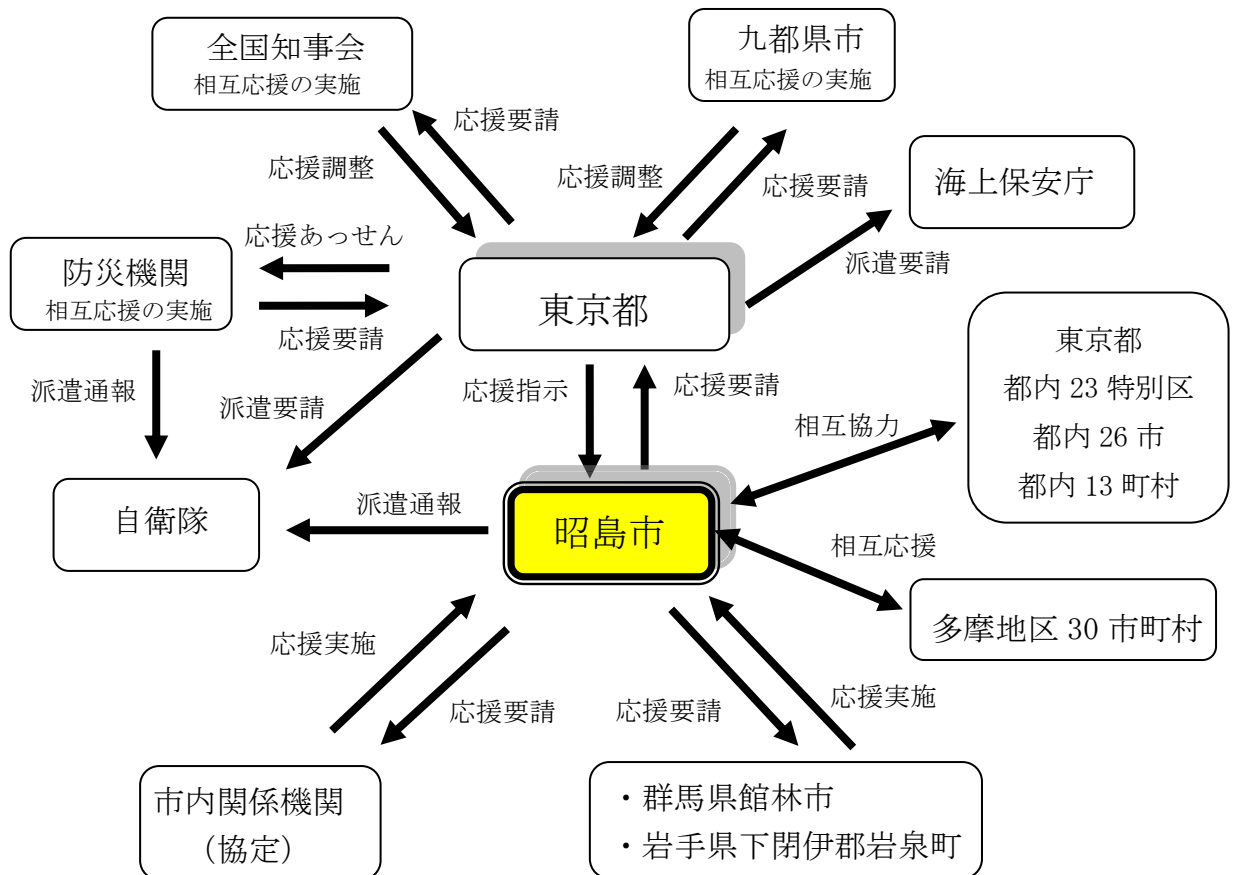 全国知事会
相互応援の実施
九都県市
相互応援の実施
応援要請
応援調整
応援調整
応援要請
海上保安庁
応援あっせん
派遣要請
防災機関
相互応援の実施
東京都
応援要請
東京都
都内 23 特別区
都内 26 市
都内 13 町村
派遣通報
派遣要請
応援指示
応援要請
相互協力
自衛隊
派遣通報
昭島市
相互応援
多摩地区 30 市町村
応援実施
応援要請
応援要請
応援実施
市内関係機関
（協定）
・群馬県館林市
・岩手県下閉伊郡岩泉町